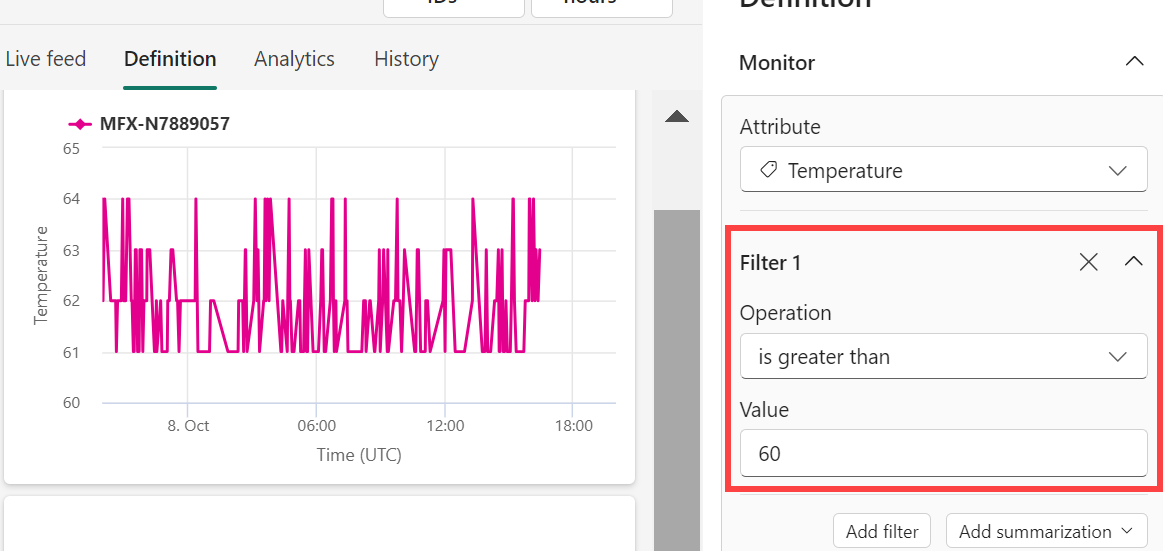 IDs
hours
Live feed
Definition
Analytics
History
MFX-N7889057
65
64
63
62
61
60
Temperature
8. Oct
06:00
12:00
18:00
Time (UTC)
Definition
Monitor
Attribute
Temperature
Filter 1
Operation
is greater than
Value
60
Add filter
Add summarization